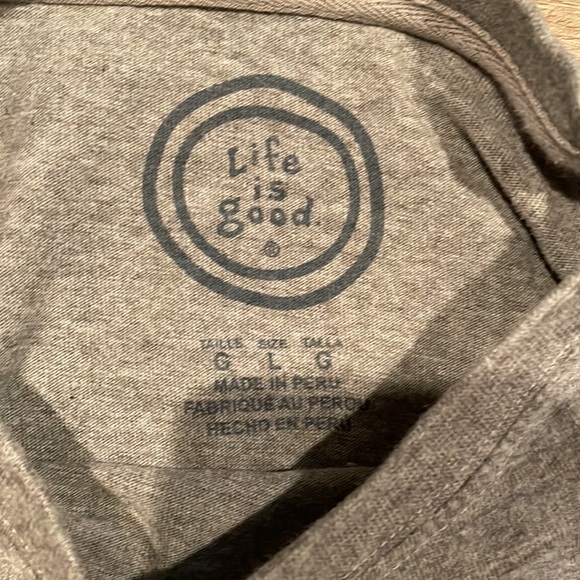 Life
is
good.
®
TAILLE SIZE TALLA
G L G
MADE IN PERU
FABRIQUÉ AU PEROU
HECHO EN PERU